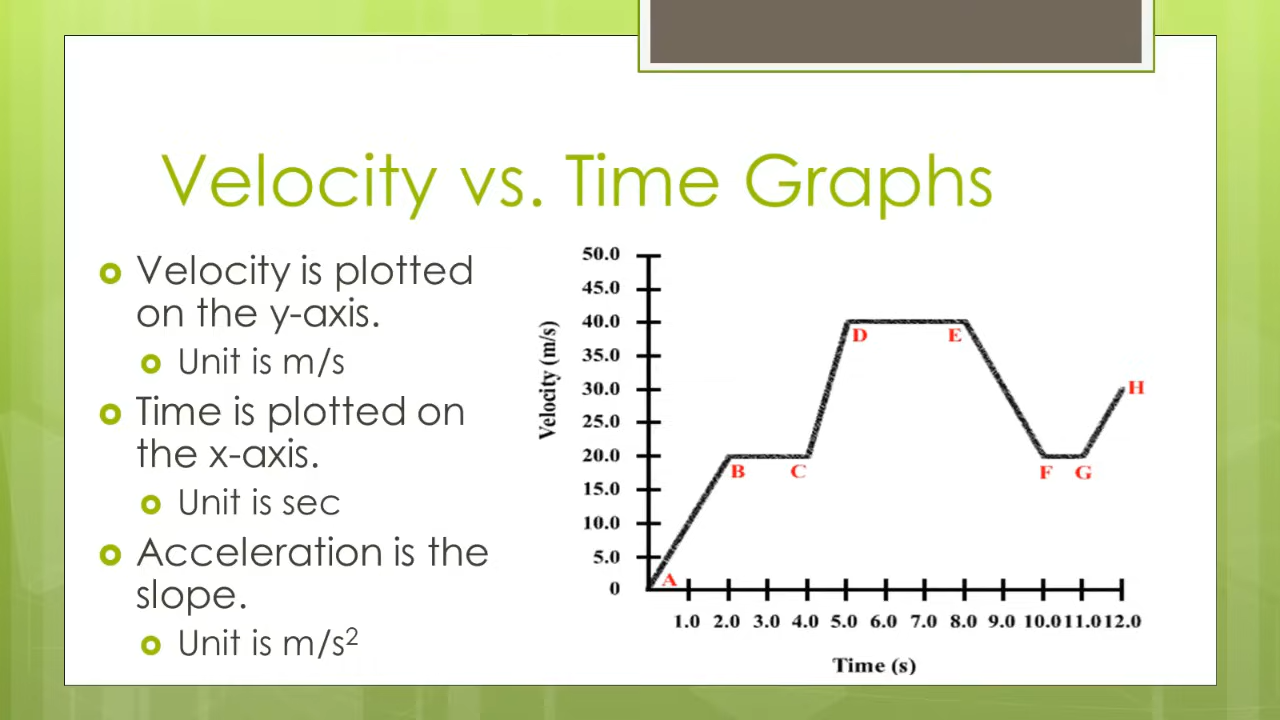 Velocity vs. Time Graphs
Velocity is plotted
on the y-axis.
Unit is m/s
Time is plotted on
the x-axis.
Unit is sec
Acceleration is the
slope.
Unit is m/s²
Velocity (m/s)
50.0
45.0
40.0
35.0
30.0
25.0
20.0
15.0
10.0
5.0
0
A
B
C
D
E
F
G
H
1.0 2.0 3.0 4.0 5.0 6.0 7.0 8.0 9.0 10.0 11.0 12.0
Time (s)